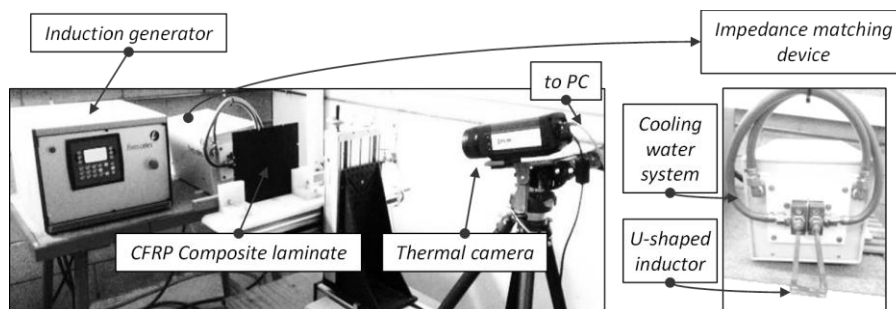 Induction generator
Impedance matching
device
to PC
Cooling
water
system
CFRP Composite laminate
Thermal camera
U-shaped
inductor